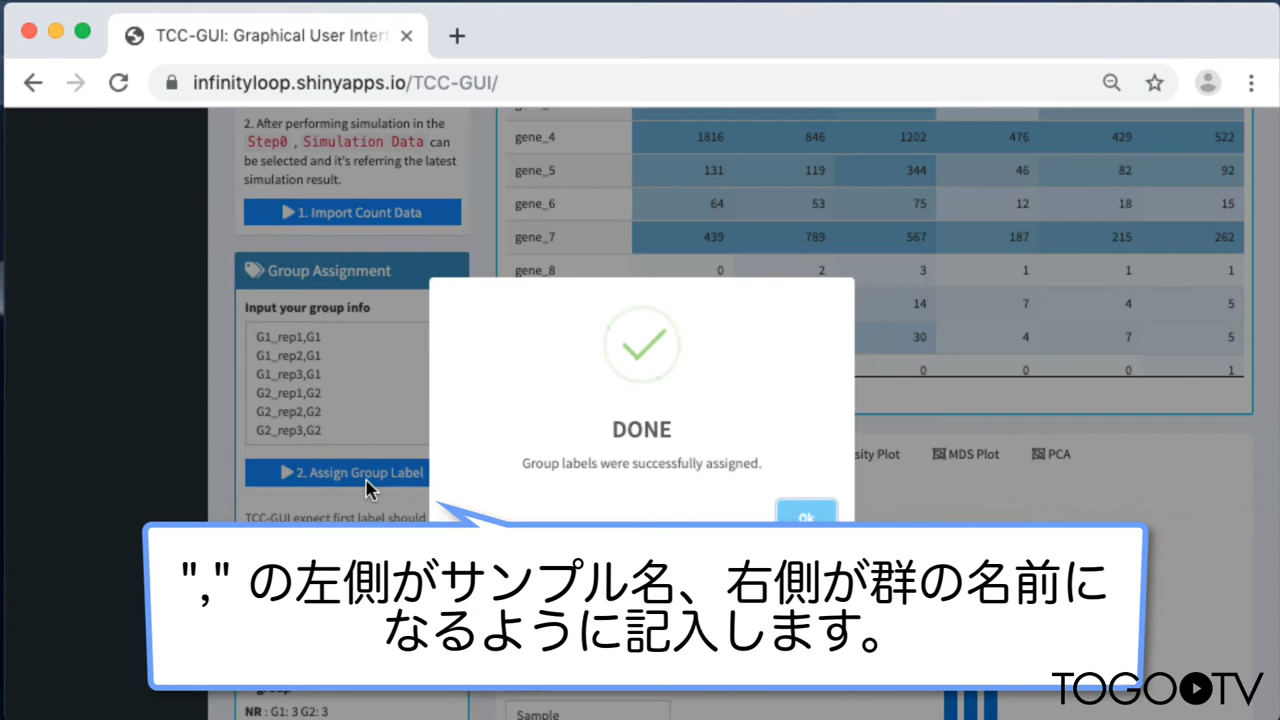 TCC-GUI: Graphical User Inter
infinityloop.shinyapps.io/TCC-GUI/
2. After performing simulation in the
Step0 , Simulation Data can
be selected and it's referring the latest
simulation result.
1. Import Count Data
Group Assignment
Input your group info
G1_rep1,G1
G1_rep2,G1
G1_rep3,G1
G2_rep1,G2
G2_rep2,G2
G2_rep3,G2
2. Assign Group Label
TCC-GUI expect first label should
NR : G1: 3 G2: 3
gene_4 1816 846 1202 476 429 522
gene_5 131 119 344 46 82 92
gene_6 64 53 75 12 18 15
gene_7 439 789 567 187 215 262
gene_8 0 2 3 1 1 1
14 7 4 5
30 4 7 5
0 0 0 1
sity Plot MDS Plot PCA
DONE
Group labels were successfully assigned.
Ok
"," の左側がサンプル名、右側が群の名前に
なるように記入します。
Sample
TOGOTV